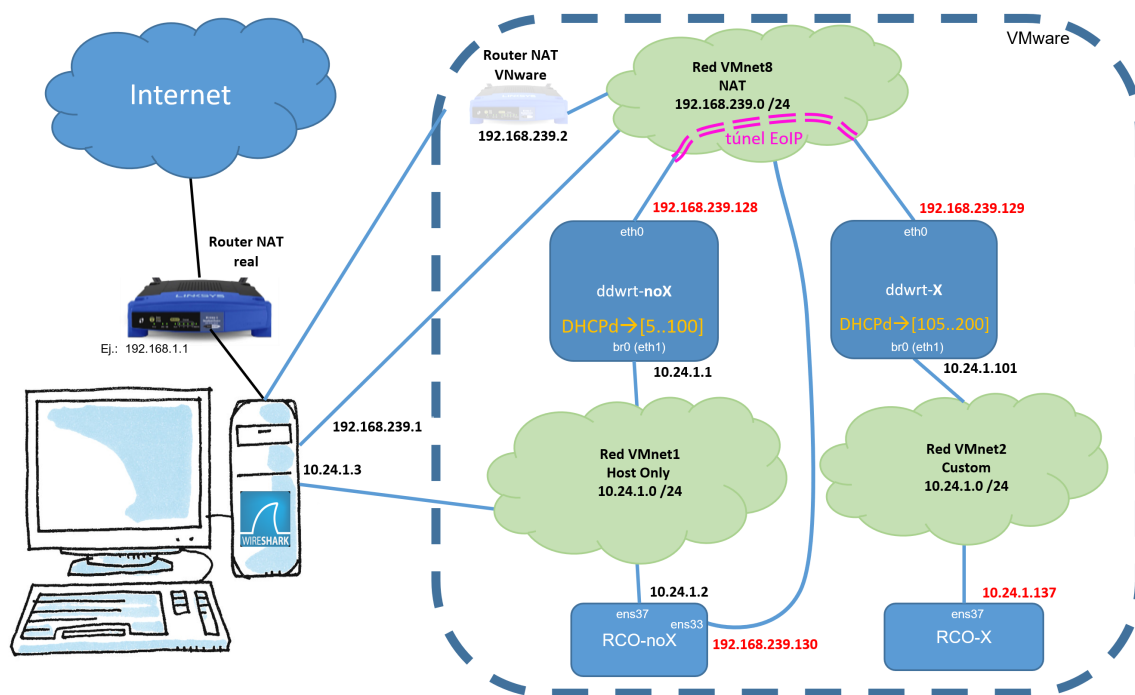 VMware
Internet
Router NAT
VNware
192.168.239.2
Red VMnet8
NAT
192.168.239.0 /24
túnel EoIP
192.168.239.128
192.168.239.129
Router NAT
real
LINKSYS
Ej.: 192.168.1.1
eth0
ddwrt-noX
DHCPd→[5..100]
br0 (eth1)
10.24.1.1
eth0
ddwrt-X
DHCPd→[105..200]
br0 (eth1)
10.24.1.101
192.168.239.1
10.24.1.3
WIRESHARK
Red VMnet1
Host Only
10.24.1.0 /24
Red VMnet2
Custom
10.24.1.0 /24
10.24.1.2
ens37
ens33
RCO-noX
192.168.239.130
10.24.1.137
ens37
RCO-X